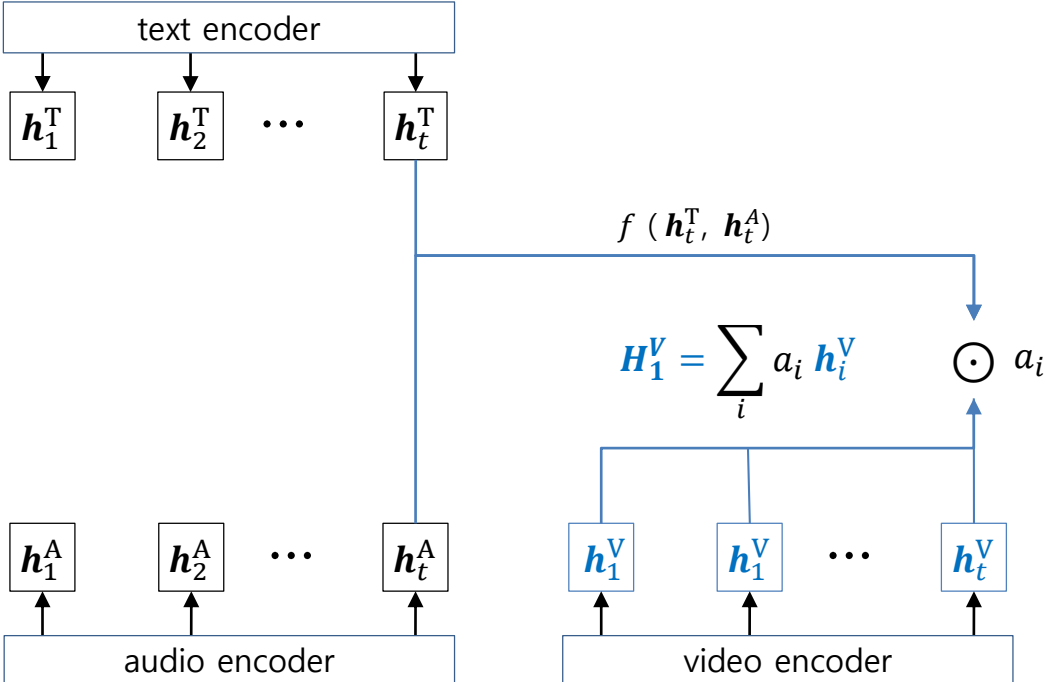 text encoder
h_1^T h_2^T ⋯ h_t^T
f ( h_t^T, h_t^A)
H_1^V = ∑_i a_i h_i^V ⊙ a_i
h_1^A h_2^A ⋯ h_t^A h_1^V h_1^V ⋯ h_t^V
audio encoder video encoder